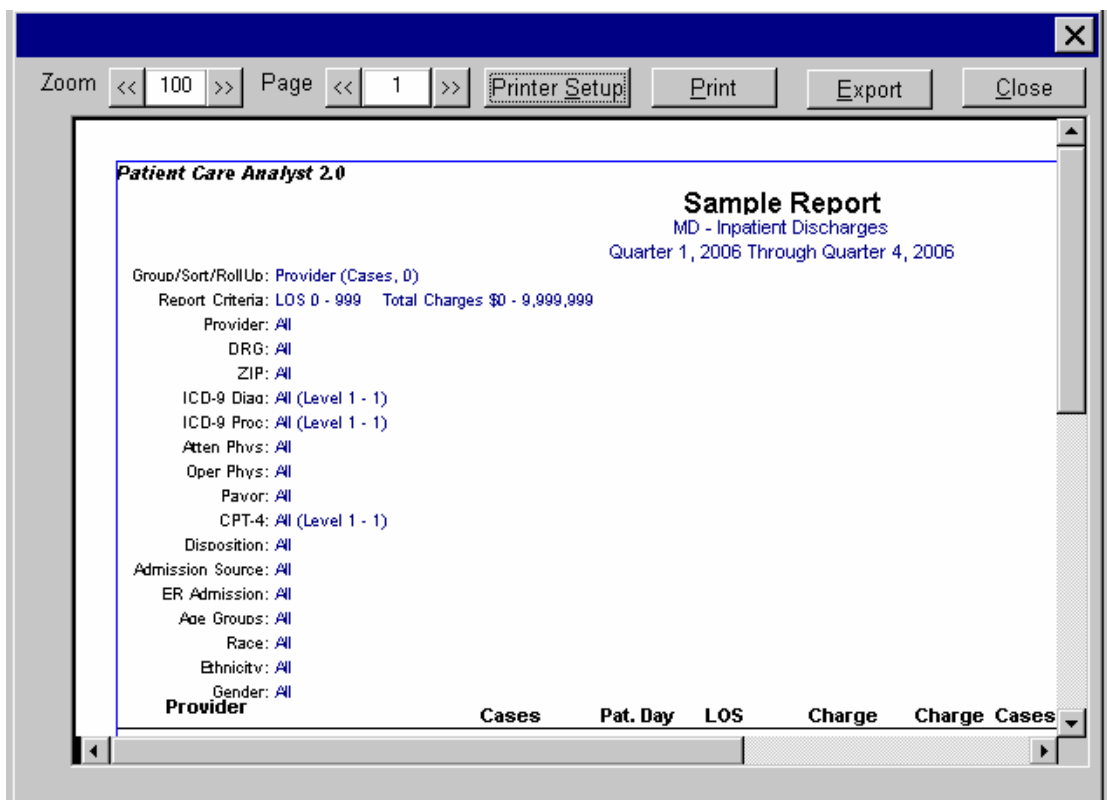 Zoom << 100 >> Page << 1 >> Printer Setup Print Export Close
Patient Care Analyst 2.0
Sample Report
MD - Inpatient Discharges
Quarter 1, 2006 Through Quarter 4, 2006
Group/Sort/RollUp: Provider (Cases, 0)
Report Criteria: LOS 0 - 999 Total Charges $0 - 9,999,999
Provider: All
DRG: All
ZIP: All
ICD-9 Diag: All (Level 1 - 1)
ICD-9 Proc: All (Level 1 - 1)
Atten Phys: All
Oper Phys: All
Payor: All
CPT-4: All (Level 1 - 1)
Disposition: All
Admission Source: All
ER Admission: All
Age Groups: All
Race: All
Ethnicity: All
Gender: All
Provider Cases Pat. Day LOS Charge Charge Cases